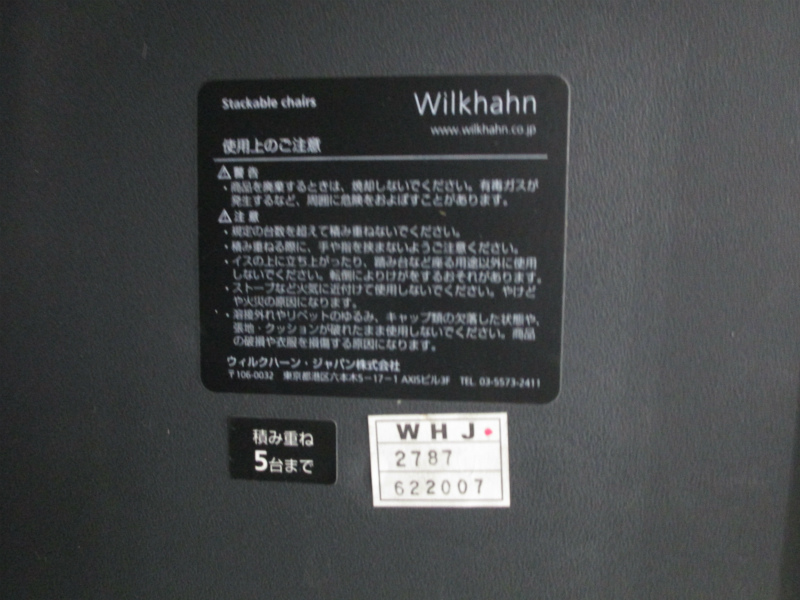 Stackable chairs
Wilkhahn
www.wilkhahn.co.jp
使用上のご注意
⚠警告
・商品を廃棄するときは、焼却しないでください。有毒ガスが
発生するなど、周囲に危険をおよぼすことがあります。
⚠注意
・規定の台数を超えて積み重ねないでください。
・積み重ねる際に、手や指を挟まないようご注意ください。
・イスの上に立ち上がったり、踏み台など座る用途以外に使用
しないでください。転倒によりけがをするおそれがあります。
・ストーブなど火気に近付けて使用しないでください。やけど
や火災の原因になります。
・溶接外れやリベットのゆるみ、キャップ類の欠落した状態や、
張地・クッションが破れたまま使用しないでください。商品
の破損や衣服を損傷する原因になります。
ウィルクハーン・ジャパン株式会社
〒106-0032 東京都港区六本木5-17-1 AXISビル3F TEL 03-5573-2411
積み重ね
5台まで
WHJ
2787
622007